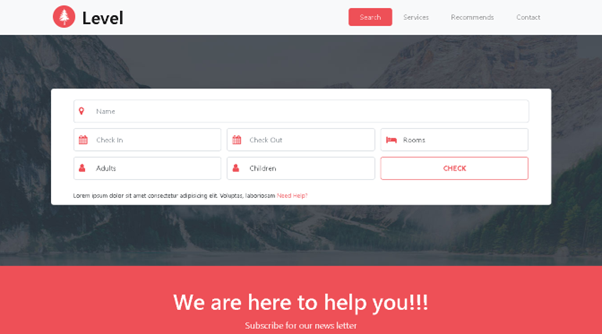 Level
Search Services Recommends Contact
Name
Check In Check Out Rooms
Adults Children CHECK
Lorem ipsum dolor sit amet consectetur adipisicing elit. Voluptas, laboriosam Need Help?
We are here to help you!!!
Subscribe for our news letter